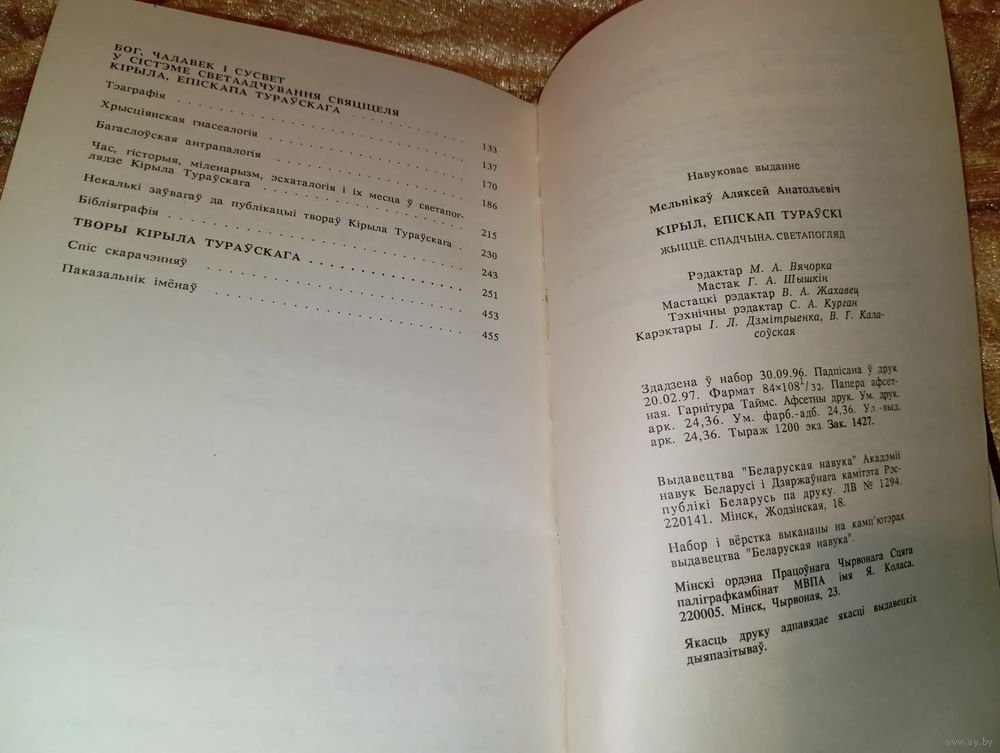 БОГ, ЧАЛАВЕК І СУСВЕТ
У СІСТЭМЕ СВЕТААДЧУВАННЯ СВЯЦІЦЕЛЯ
КІРЫЛА, ЕПІСКАПА ТУРАЎСКАГА . . . . . . . . 133
Тэаграфія . . . . . . . . . . . . . . . . . . 137
Хрысціянская гнасеалогія . . . . . . . . . . . . 170
Багаслоўская антрапалогія . . . . . . . . . . . . 186
Час, гісторыя, міленарызм, эсхаталогія і іх месца ў светапог-
лядзе Кірыла Тураўскага . . . . . . . . . . . . 215
Некалькі заўвагаў да публікацыі твораў Кірыла Тураўскага . 230
Бібліяграфія . . . . . . . . . . . . . . . . . 243
ТВОРЫ КІРЫЛА ТУРАЎСКАГА . . . . . . . . . . 251
Спіс скарачэнняў . . . . . . . . . . . . . . . 453
Паказальнік імёнаў . . . . . . . . . . . . . . 455
Навуковае выданне
Мельнікаў Аляксей Анатольевіч
КІРЫЛ, ЕПІСКАП ТУРАЎСКІ
ЖЫЦЦЁ. СПАДЧЫНА. СВЕТАПОГЛЯД
Рэдактар М. А. Вячорка
Мастак Г. А. Шышкін
Мастацкі рэдактар В. А. Жахавец
Тэхнічны рэдактар С. А. Курган
Карэктары І. Л. Дзмітрыенка, В. Г. Кала-
соўская
Здадзена ў набор 30.09.96. Падпісана ў друк
20.02.97. Фармат 84×108 1/32. Папера афсет-
ная. Гарнітура Таймс. Афсетны друк. Ум. друк.
арк. 24,36. Ум. фарб.-адб. 24,36. Ул.-выд.
арк. 24,36. Тыраж 1200 экз. Зак. 1427.
Выдавецтва "Беларуская навука" Акадэміі
навук Беларусі і Дзяржаўнага камітэта Рэс-
публікі Беларусь па друку. ЛВ № 1294.
220141. Мінск, Жодзінская, 18.
Набор і вёрстка выкананы на камп'ютэрах
выдавецтва "Беларуская навука".
Мінскі ордэна Працоўнага Чырвонага Сцяга
паліграфкамбінат МВПА імя Я. Коласа.
220005. Мінск, Чырвоная, 23.
Якасць друку адпавядае якасці выдавецкіх
дыяпазітываў.
www.ay.by